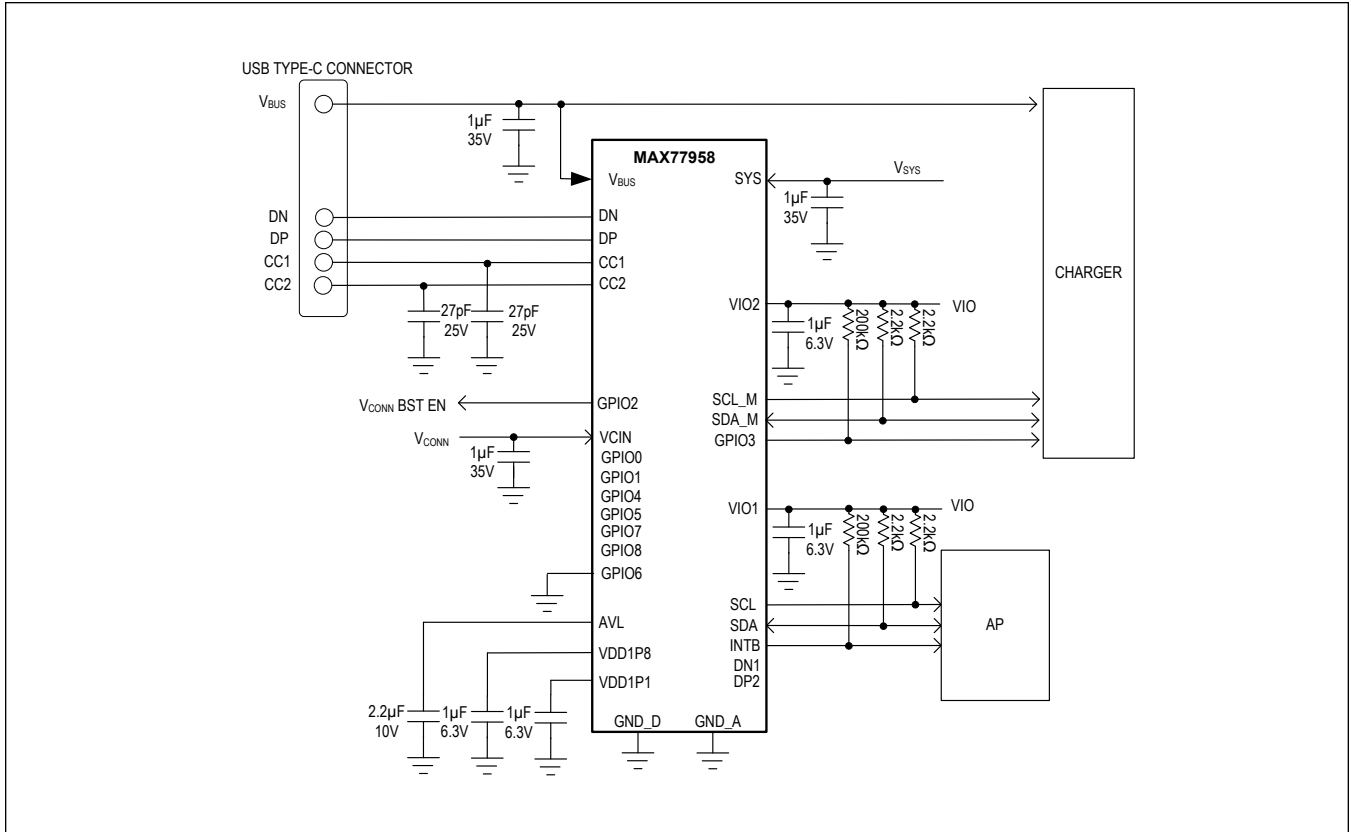 USB TYPE-C CONNECTOR
VBUS
DN
DP
CC1
CC2
1µF
35V
27pF
25V
27pF
25V
VCONN BST EN
VCONN
1µF
35V
2.2µF
10V
1µF
6.3V
1µF
6.3V
MAX77958
VBUS
DN
DP
CC1
CC2
GPIO2
VCIN
GPIO0
GPIO1
GPIO4
GPIO5
GPIO7
GPIO8
GPIO6
AVL
VDD1P8
VDD1P1
GND_D
GND_A
SYS
VIO2
SCL_M
SDA_M
GPIO3
VIO1
SCL
SDA
INTB
DN1
DP2
VSYS
1µF
35V
VIO
1µF
6.3V
200kΩ
2.2kΩ
2.2kΩ
VIO
1µF
6.3V
200kΩ
2.2kΩ
2.2kΩ
CHARGER
AP